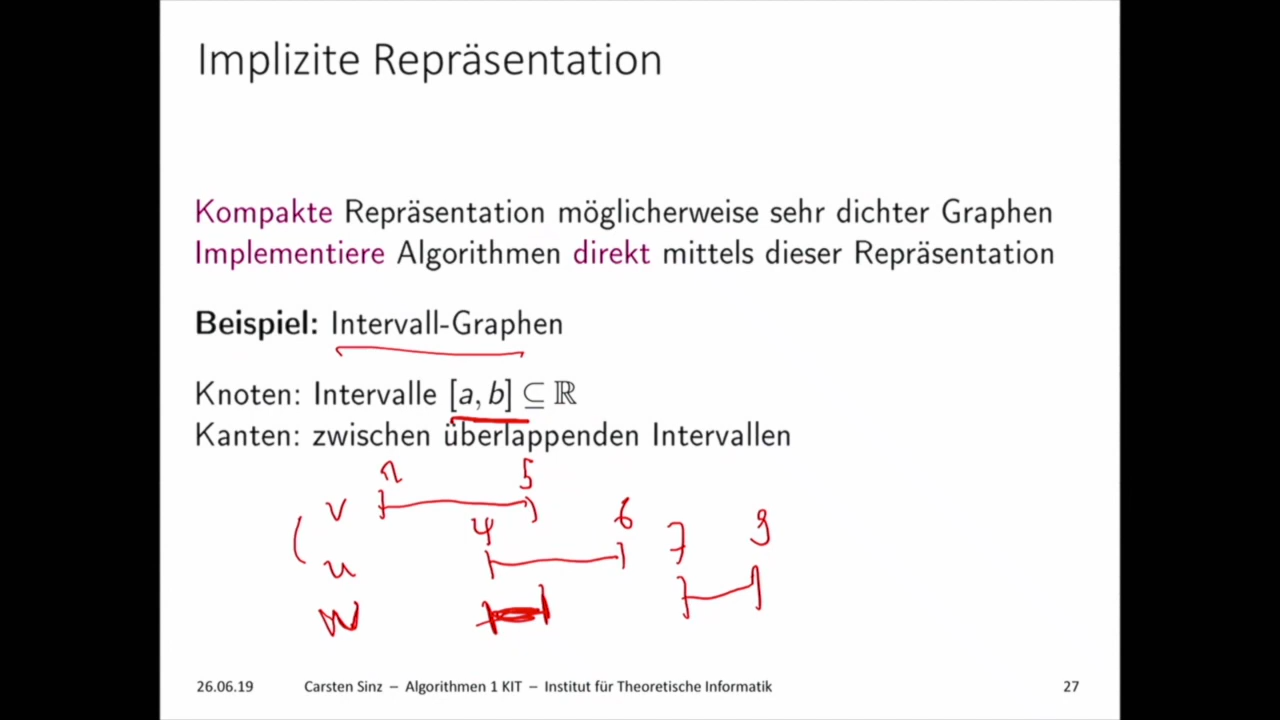 Implizite Repräsentation
Kompakte Repräsentation möglicherweise sehr dichter Graphen
Implementiere Algorithmen direkt mittels dieser Repräsentation
Beispiel: Intervall-Graphen
Knoten: Intervalle [a, b] ⊆ ℝ
Kanten: zwischen überlappenden Intervallen
5
v
4 6 7 9
u
w
26.06.19 Carsten Sinz – Algorithmen 1 KIT – Institut für Theoretische Informatik 27